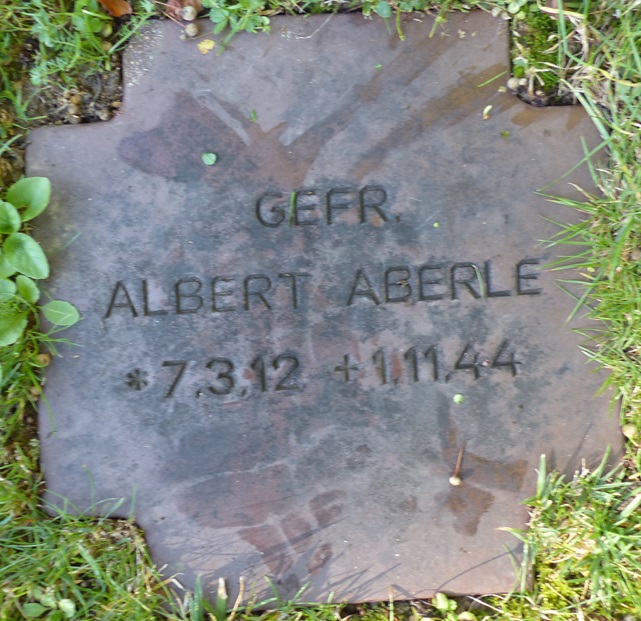 GEFR.
ALBERT ABERLE
* 7.3.12 + 1.11.44